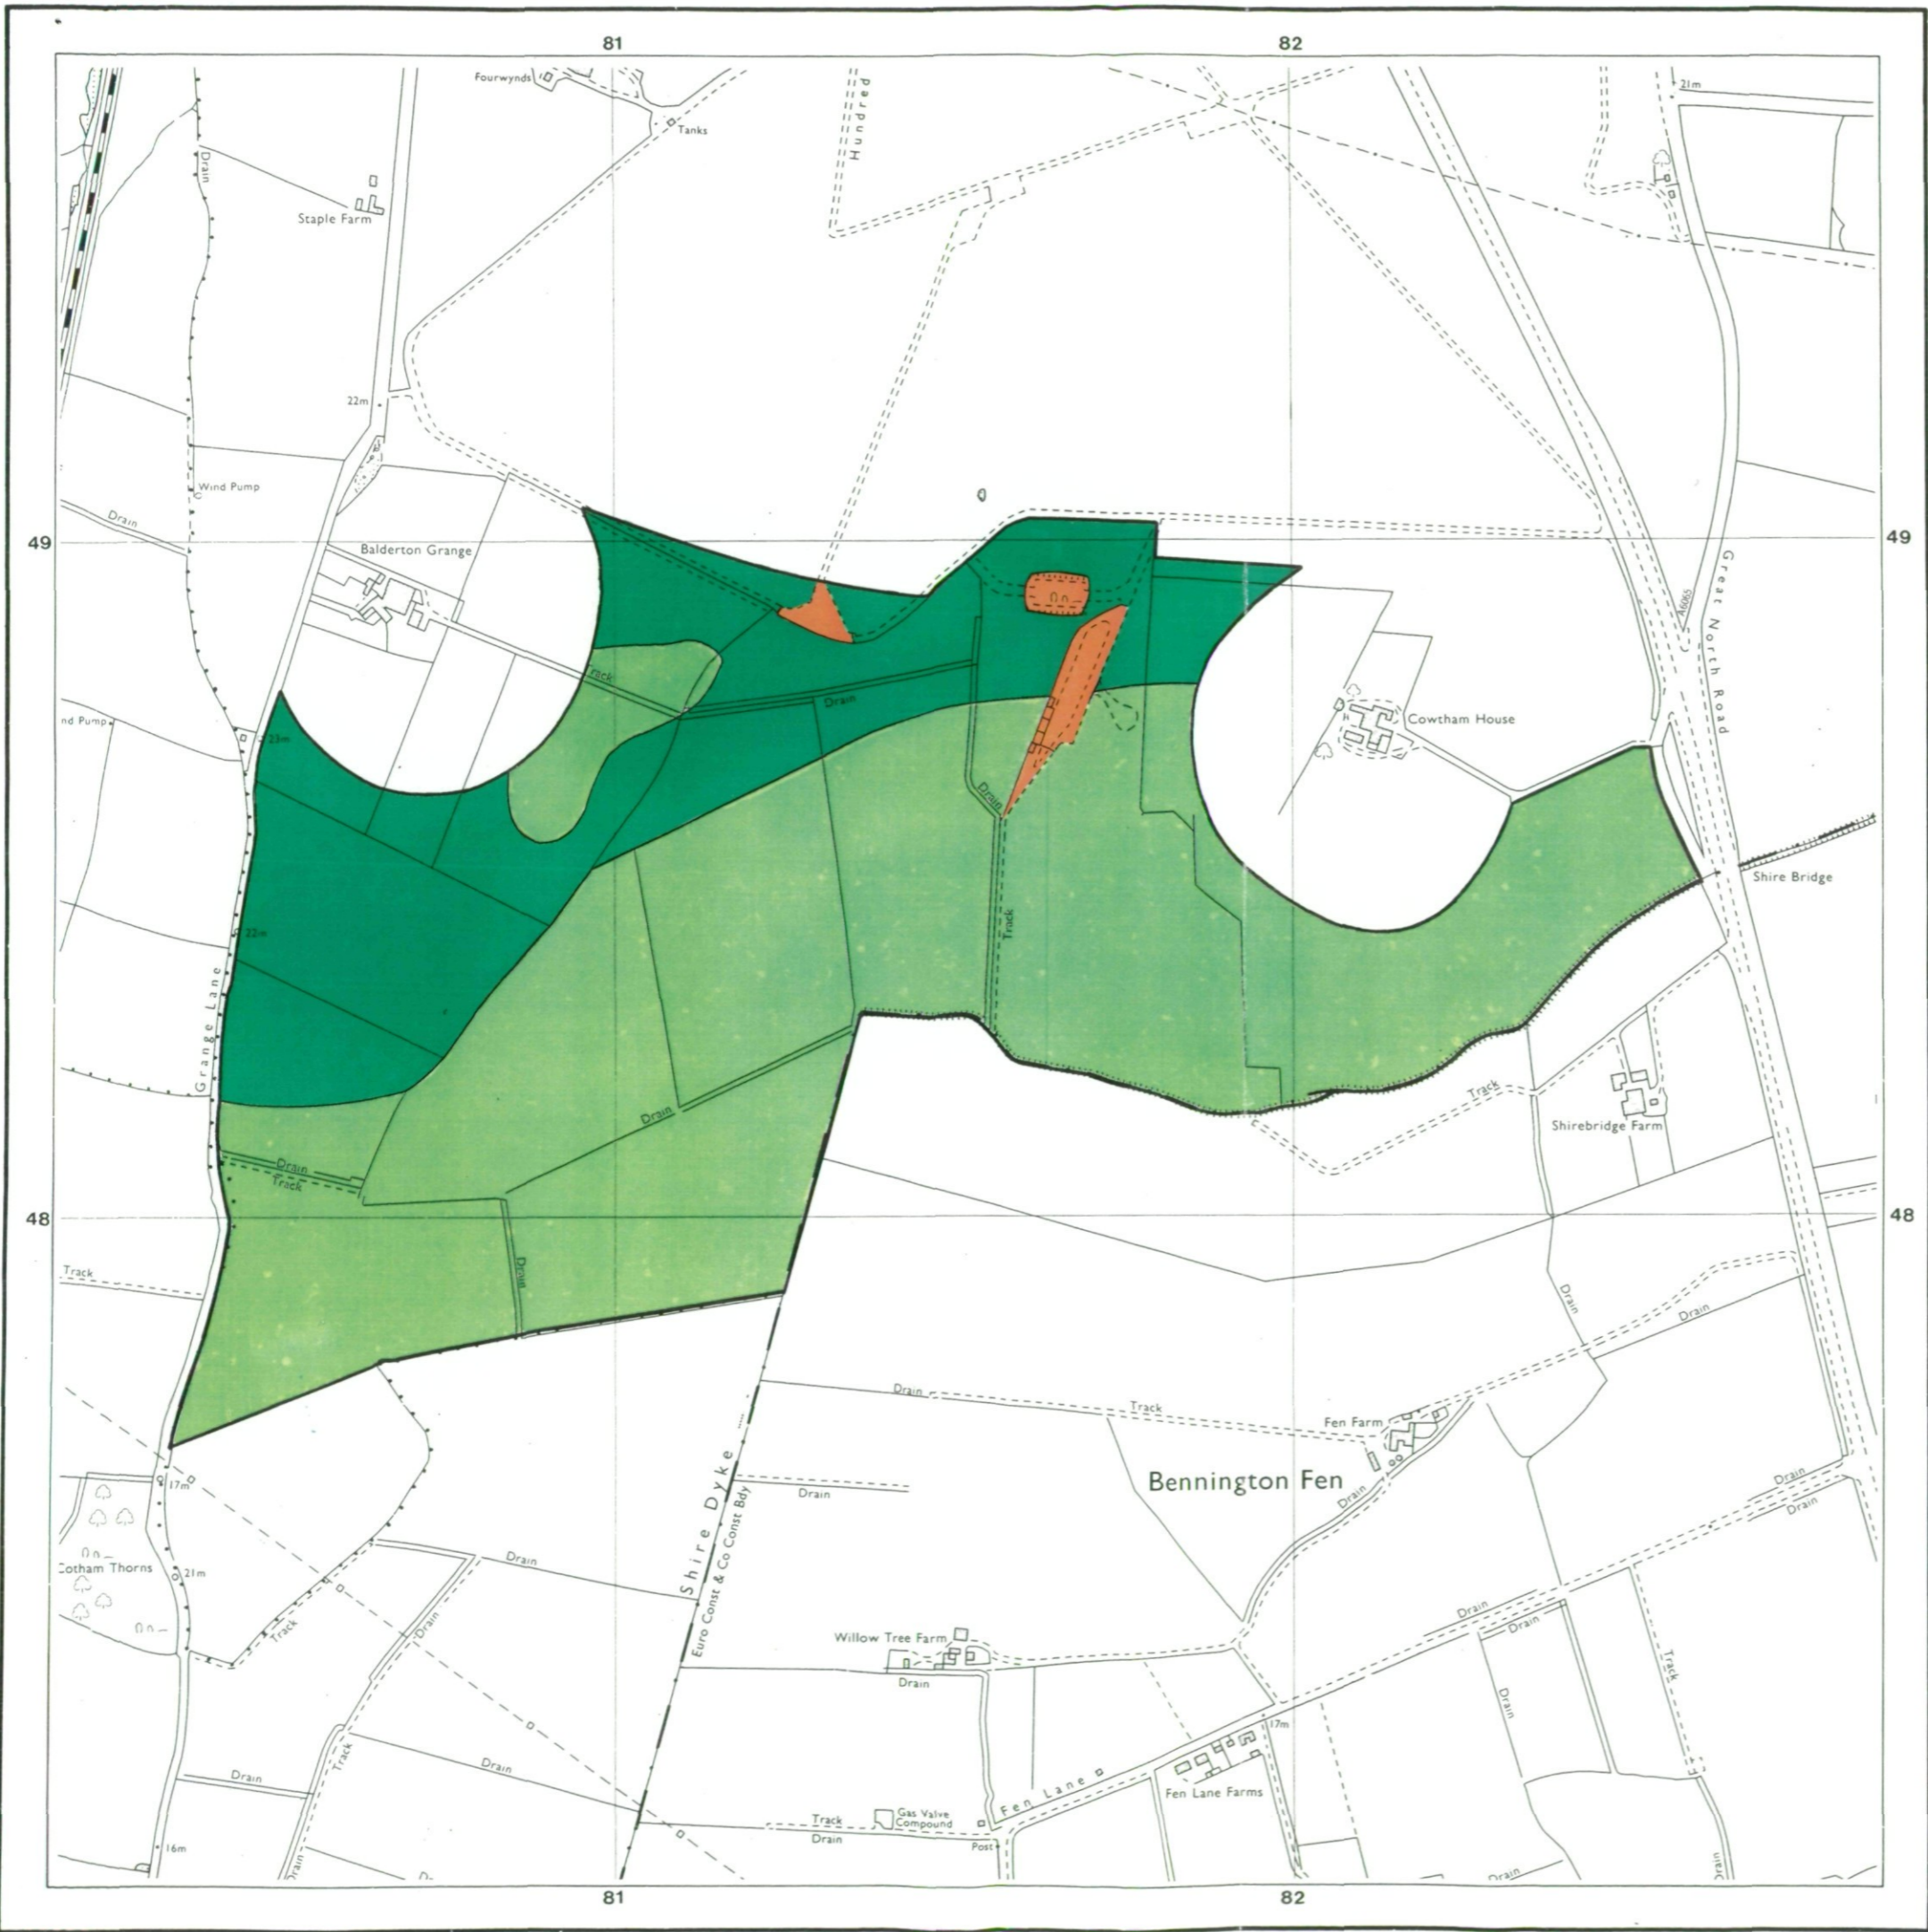 81
82
Fourwynds
Tanks
Hundred
21m
Drain
Staple Farm
22m
Wind Pump
Drain
49
Balderton Grange
49
A6065
Great North Road
Track
Drain
nd Pump
23m
Cowtham House
Drain
Shire Bridge
Track
22m
Grange Lane
Track
Drain
Shirebridge Farm
Drain
Track
48
48
Track
Drain
Drain
Drain
Drain
Track
Fen Farm
Bennington Fen
Drain
17m
Drain
Drain
Drain
Shire Dyke
Euro Const & Co Const Bdy
Cotham Thorns
21m
Drain
Drain
Drain
Drain
Track
Willow Tree Farm
Drain
Track
Drain
17m
Track
Drain
Drain
Fen Lane
Fen Lane Farms
Gas Valve
Compound
Track
Drain
Post
16m
Drain
Drain
Drain
81
82